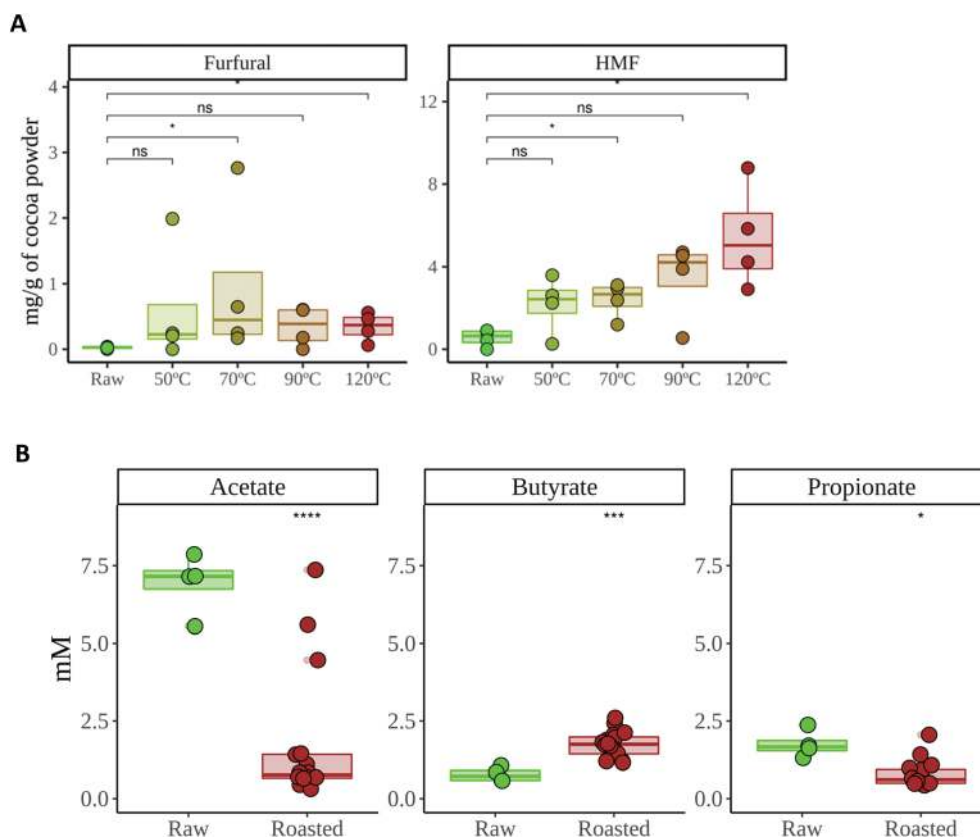 A
Furfural
HMF
mg/g of cocoa powder
4
3
2
1
0
*
ns
*
ns
Raw 50ºC 70ºC 90ºC 120ºC
12
8
4
0
*
ns
*
ns
Raw 50ºC 70ºC 90ºC 120ºC
B
Acetate
Butyrate
Propionate
mM
7.5
5.0
2.5
0.0
****
Raw Roasted
7.5
5.0
2.5
0.0
***
Raw Roasted
7.5
5.0
2.5
0.0
*
Raw Roasted